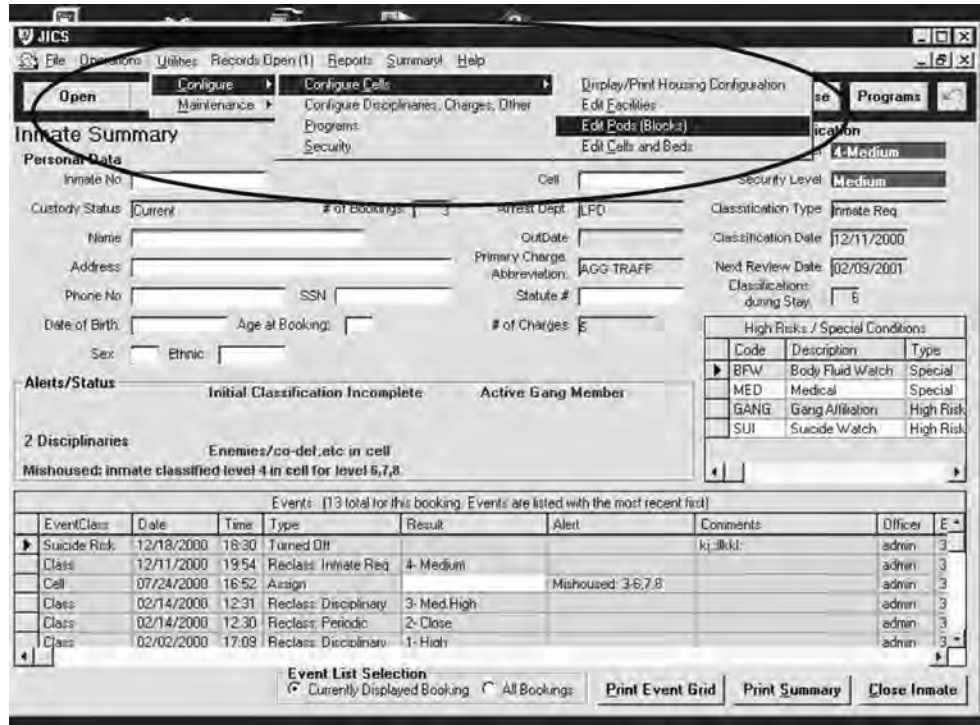 JICS
File Operations Utilities Records Open (1) Reports Summary! Help
Open Configure Configure Cells Display/Print Housing Configuration Programs
Maintenance Configure Disciplinaries, Charges, Other Edit Facilities
Programs Edit Pods (Blocks)
Security Edit Cells and Beds
Inmate Summary
Personal Data 4-Medium
Inmate No Cell Security Level Medium
Custody Status Current # of Bookings: 3 Arrest Dept LPD Classification Type Inmate Req
Name OutDate Classification Date 12/11/2000
Address Primary Charge Abbreviation: AGG TRAFF Next Review Date 02/09/2001
Phone No SSN Statute # Classifications during Stay 6
Date of Birth Age at Booking: # of Charges
Sex Ethnic
High Risks / Special Conditions
Code Description Type
BFW Body Fluid Watch Special
MED Medical Special
GANG Gang Affiliation High Risk
SUI Suicide Watch High Risk
Alerts/Status
Initial Classification Incomplete Active Gang Member
2 Disciplinaries
Enemies/co-def,etc in cell
Mishoused: inmate classified level 4 in cell for level 6,7,8
Events (13 total for this booking. Events are listed with the most recent first)
EventClass Date Time Type Result Alert Comments Officer E
Suicide Risk 12/18/2000 18:30 Turned Off admin 3
Class 12/11/2000 19:54 Reclass: Inmate Req 4- Medium admin 3
Cell 07/24/2000 16:52 Assign Mishoused: 3-6,7,8 admin 3
Class 02/14/2000 12:31 Reclass: Disciplinary 3- Med.High admin 3
Class 02/14/2000 12:30 Reclass: Periodic 2- Close admin 3
Class 02/02/2000 17:09 Reclass: Disciplinary 1- High admin 3
Event List Selection
Currently Displayed Booking All Bookings Print Event Grid Print Summary Close Inmate